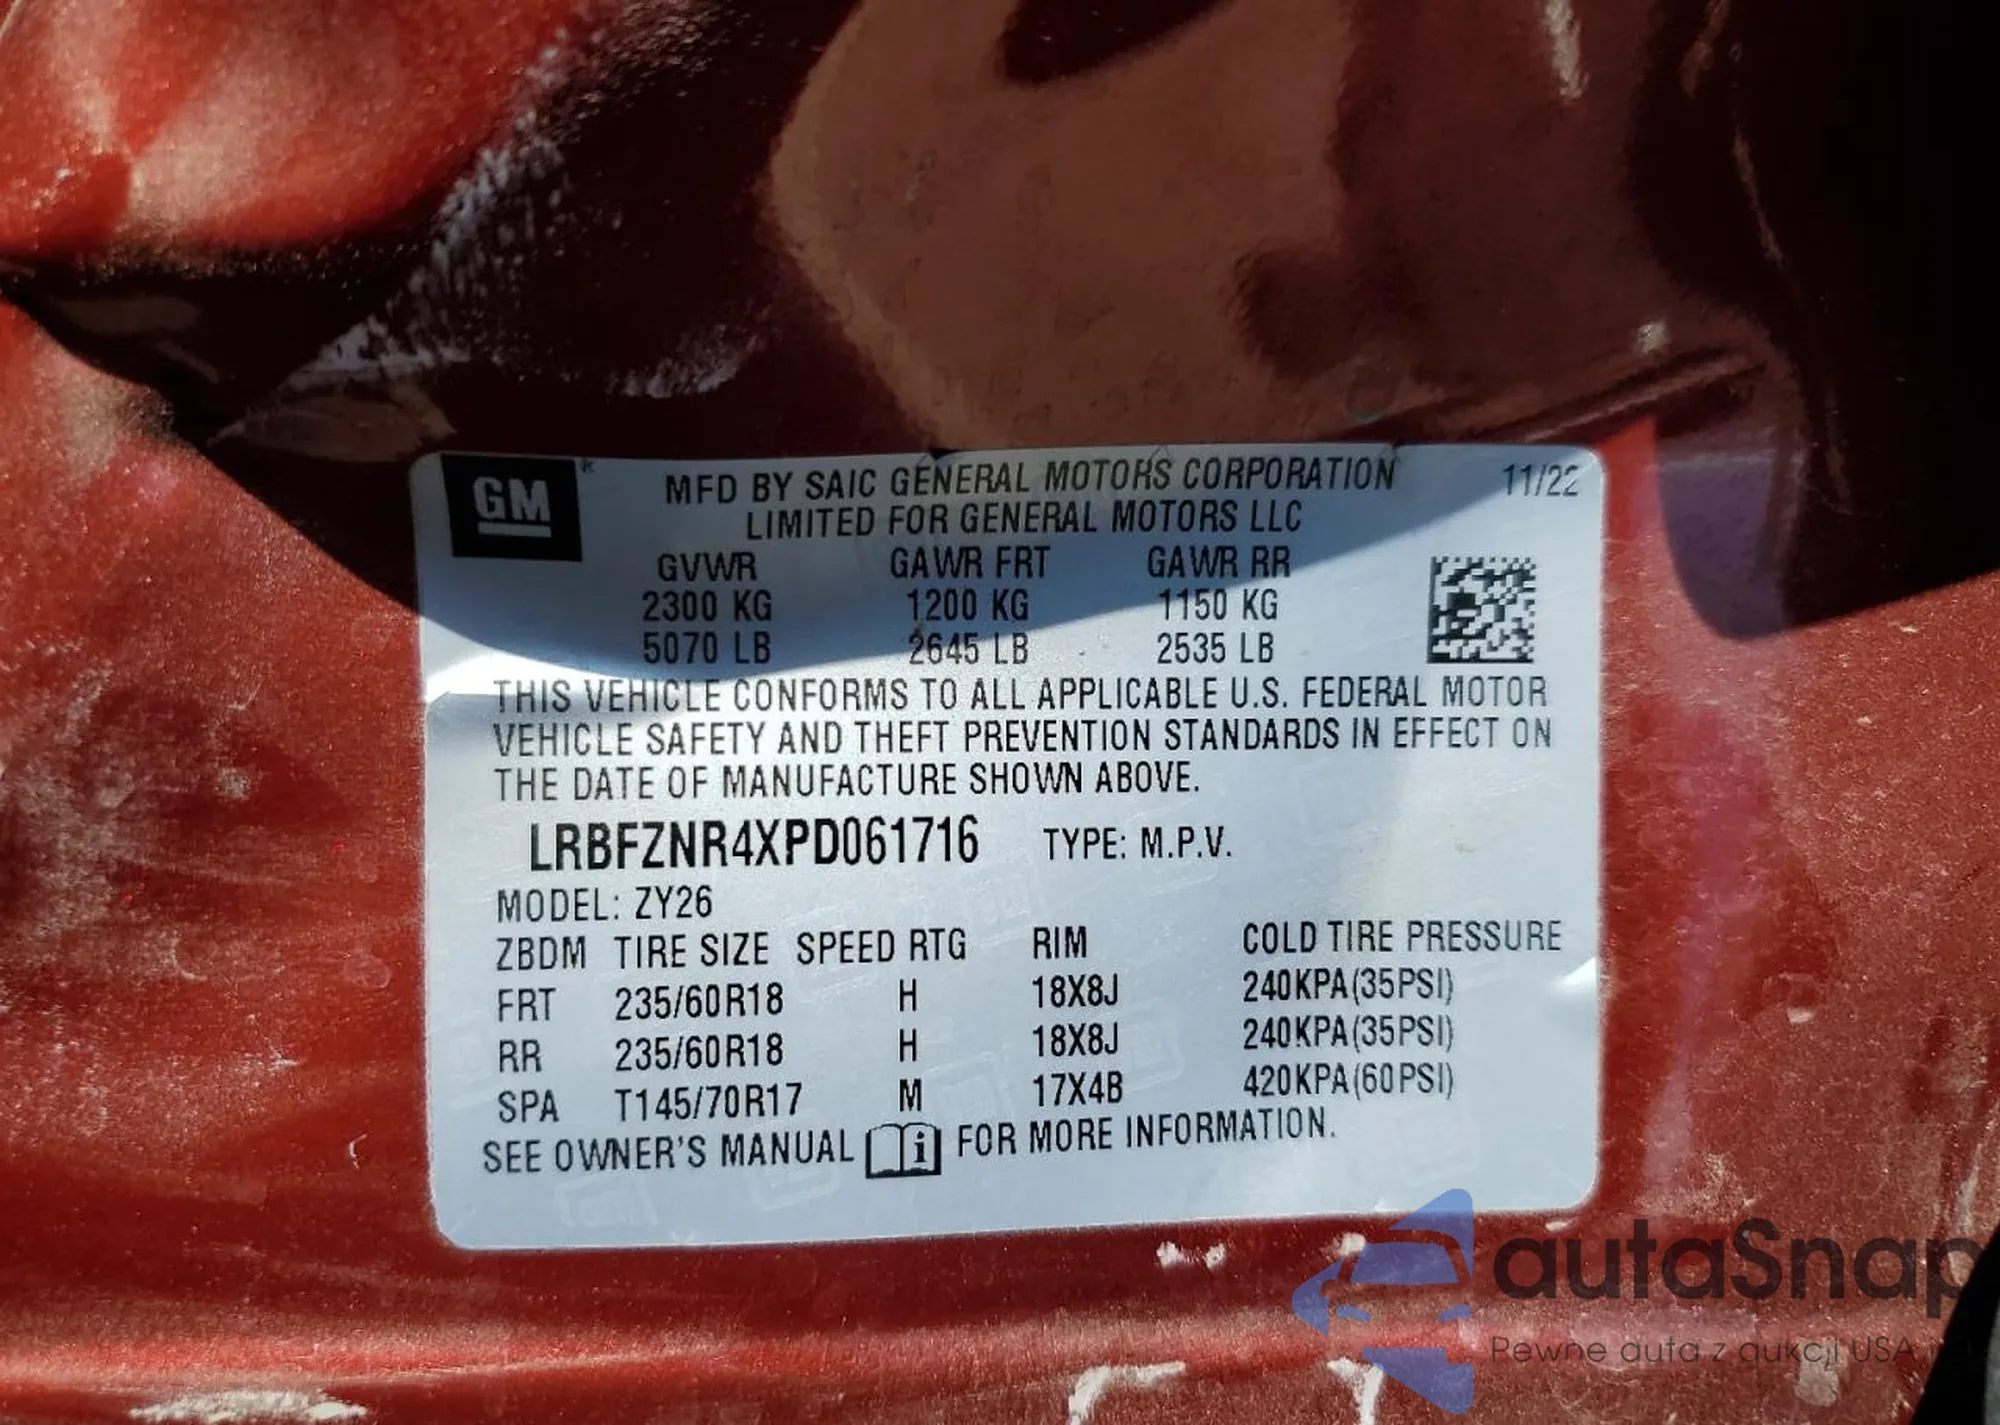 GM
MFD BY SAIC GENERAL MOTORS CORPORATION 11/22
LIMITED FOR GENERAL MOTORS LLC
GVWR GAWR FRT GAWR RR
2300 KG 1200 KG 1150 KG
5070 LB 2645 LB 2535 LB
THIS VEHICLE CONFORMS TO ALL APPLICABLE U.S. FEDERAL MOTOR
VEHICLE SAFETY AND THEFT PREVENTION STANDARDS IN EFFECT ON
THE DATE OF MANUFACTURE SHOWN ABOVE.
LRBFZNR4XPD061716 TYPE: M.P.V.
MODEL: ZY26
ZBDM TIRE SIZE SPEED RTG RIM COLD TIRE PRESSURE
FRT 235/60R18 H 18X8J 240KPA(35PSI)
RR 235/60R18 H 18X8J 240KPA(35PSI)
SPA T145/70R17 M 17X4B 420KPA(60PSI)
SEE OWNER'S MANUAL i FOR MORE INFORMATION.
autaSnap
Pewne auta z aukcji USA